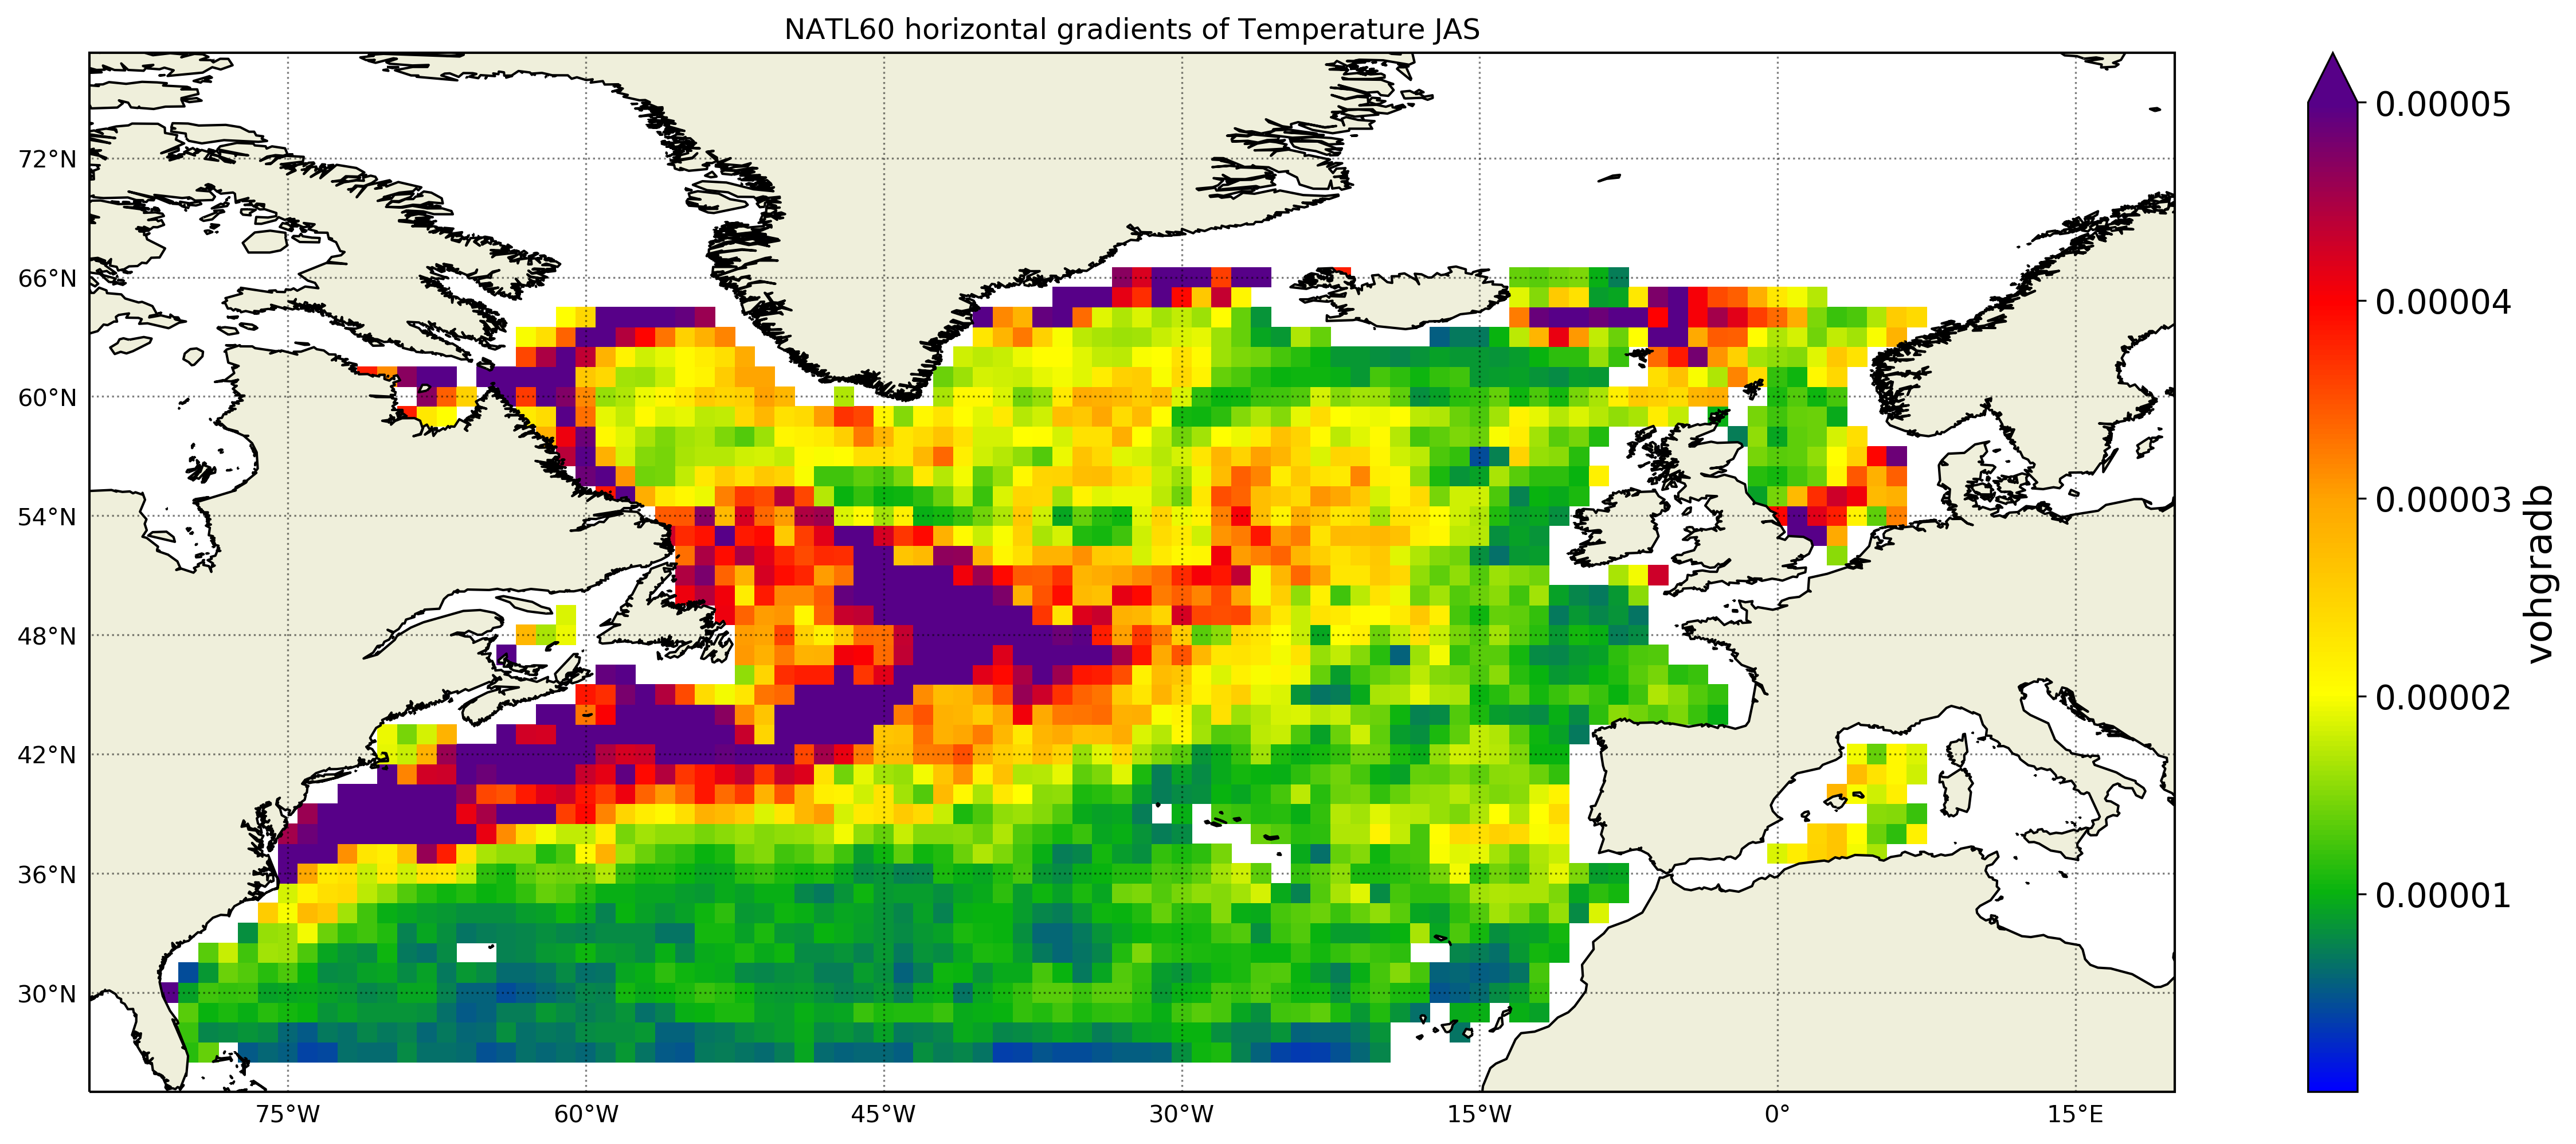 NATL60 horizontal gradients of Temperature JAS
72°N
66°N
60°N
54°N
48°N
42°N
36°N
30°N
75°W
60°W
45°W
30°W
15°W
0°
15°E
0.00005
0.00004
0.00003
0.00002
0.00001
vohgradb